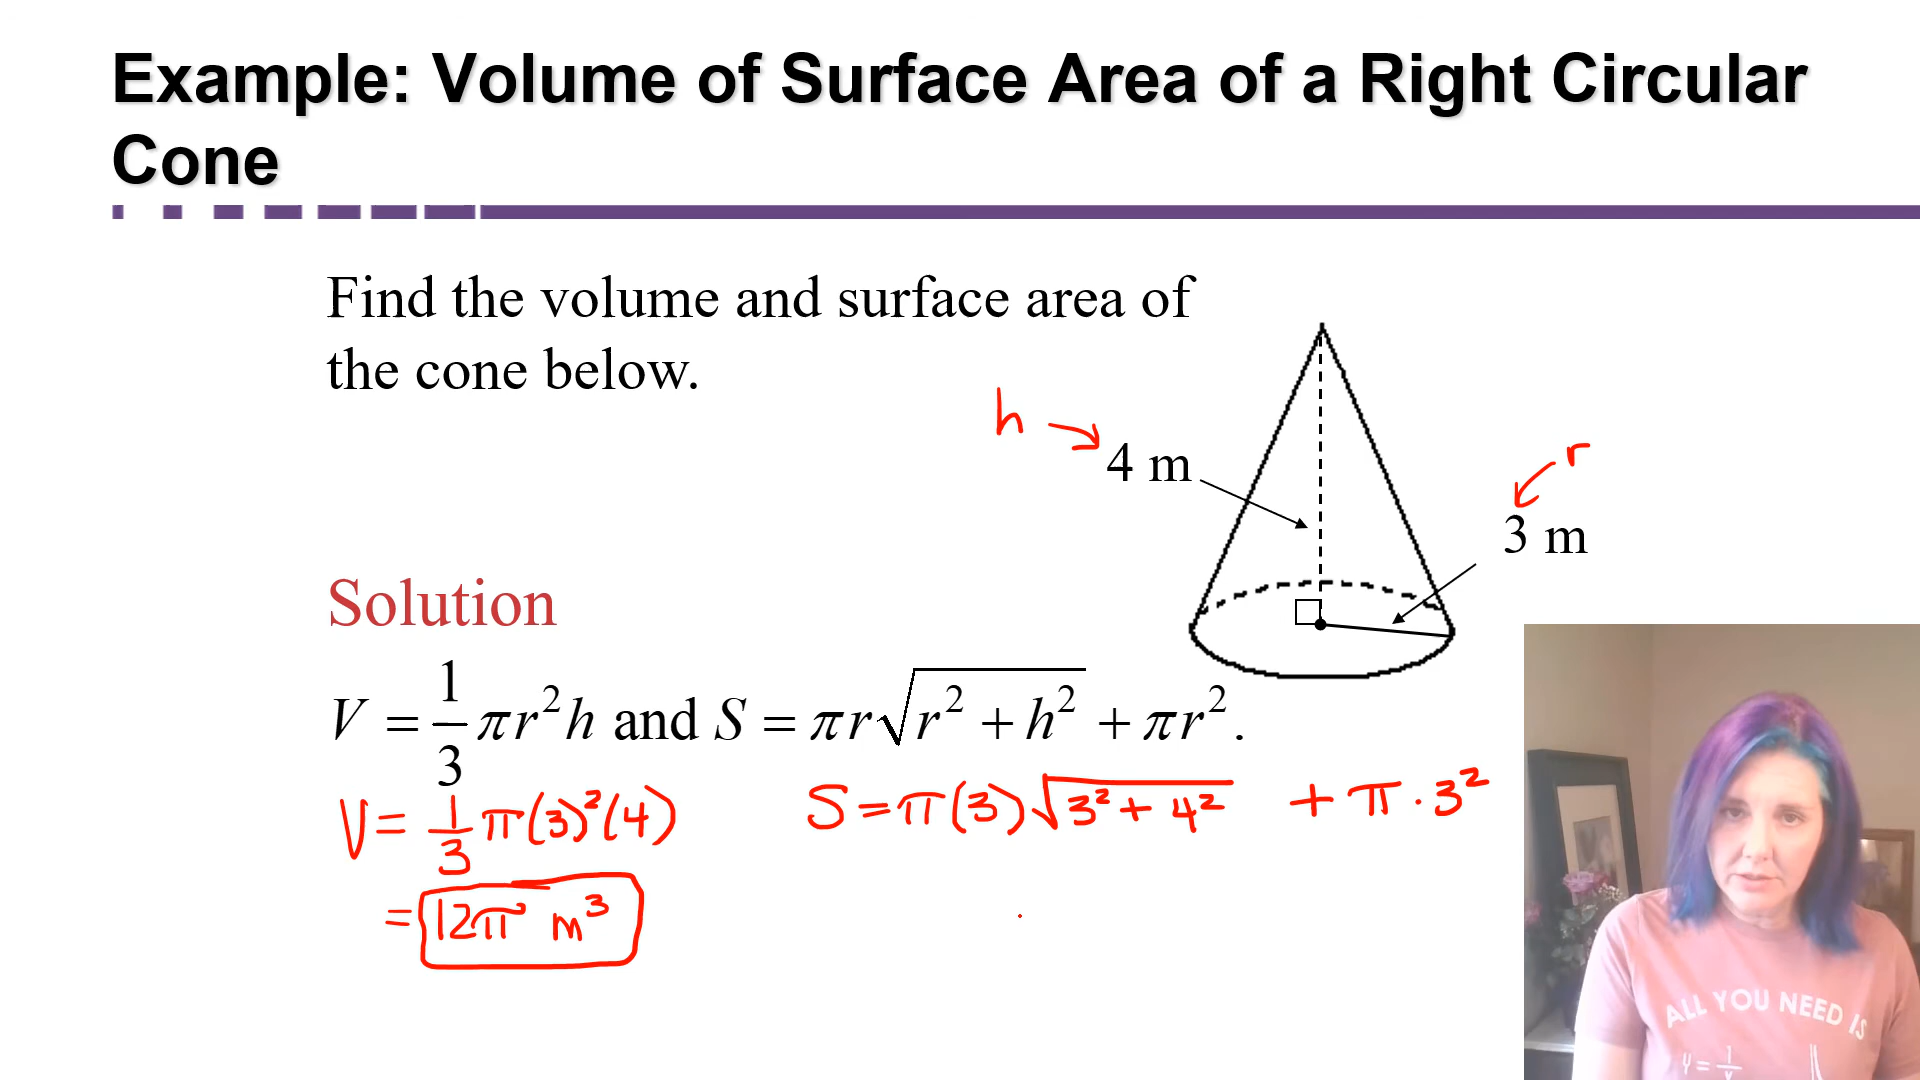 Example: Volume of Surface Area of a Right Circular
Cone
Find the volume and surface area of
the cone below.
h
4 m
r
3 m
Solution
V = 1/3 πr²h and S = πr√(r² + h²) + πr².
V = 1/3 π(3)²(4)
S = π(3)√(3² + 4²) + π · 3²
= 12π m³
ALL YOU NEED IS
y = 1/x